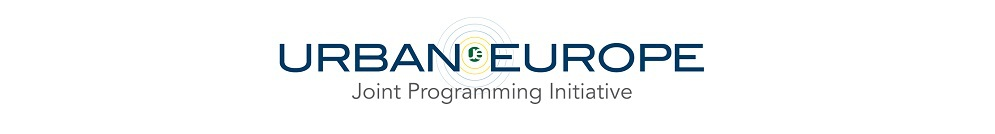 URBAN EUROPE
Joint Programming Initiative